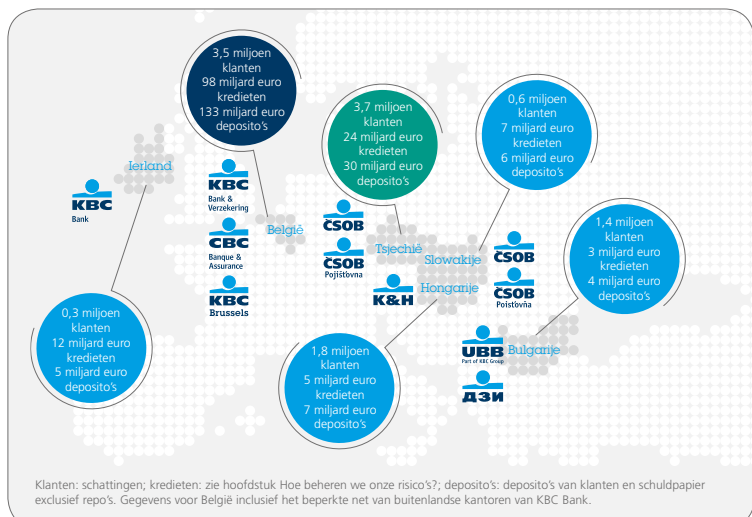 3,5 miljoen
klanten
98 miljard euro
kredieten
133 miljard euro
deposito's
3,7 miljoen
klanten
24 miljard euro
kredieten
30 miljard euro
deposito's
0,6 miljoen
klanten
7 miljard euro
kredieten
6 miljard euro
deposito's
Ierland
KBC
Bank
KBC
Bank &
Verzekering
CBC
Banque &
Assurance
KBC
Brussels
België
ČSOB
ČSOB
Pojišťovna
Tsjechië
Slowakije
Hongarije
K&H
ČSOB
ČSOB
Poisťovňa
1,4 miljoen
klanten
3 miljard euro
kredieten
4 miljard euro
deposito's
0,3 miljoen
klanten
12 miljard euro
kredieten
5 miljard euro
deposito's
1,8 miljoen
klanten
5 miljard euro
kredieten
7 miljard euro
deposito's
UBB
Part of KBC Group
Bulgarije
ДЗИ
Klanten: schattingen; kredieten: zie hoofdstuk Hoe beheren we onze risico's?; deposito's: deposito's van klanten en schuldpapier
exclusief repo's. Gegevens voor België inclusief het beperkte net van buitenlandse kantoren van KBC Bank.